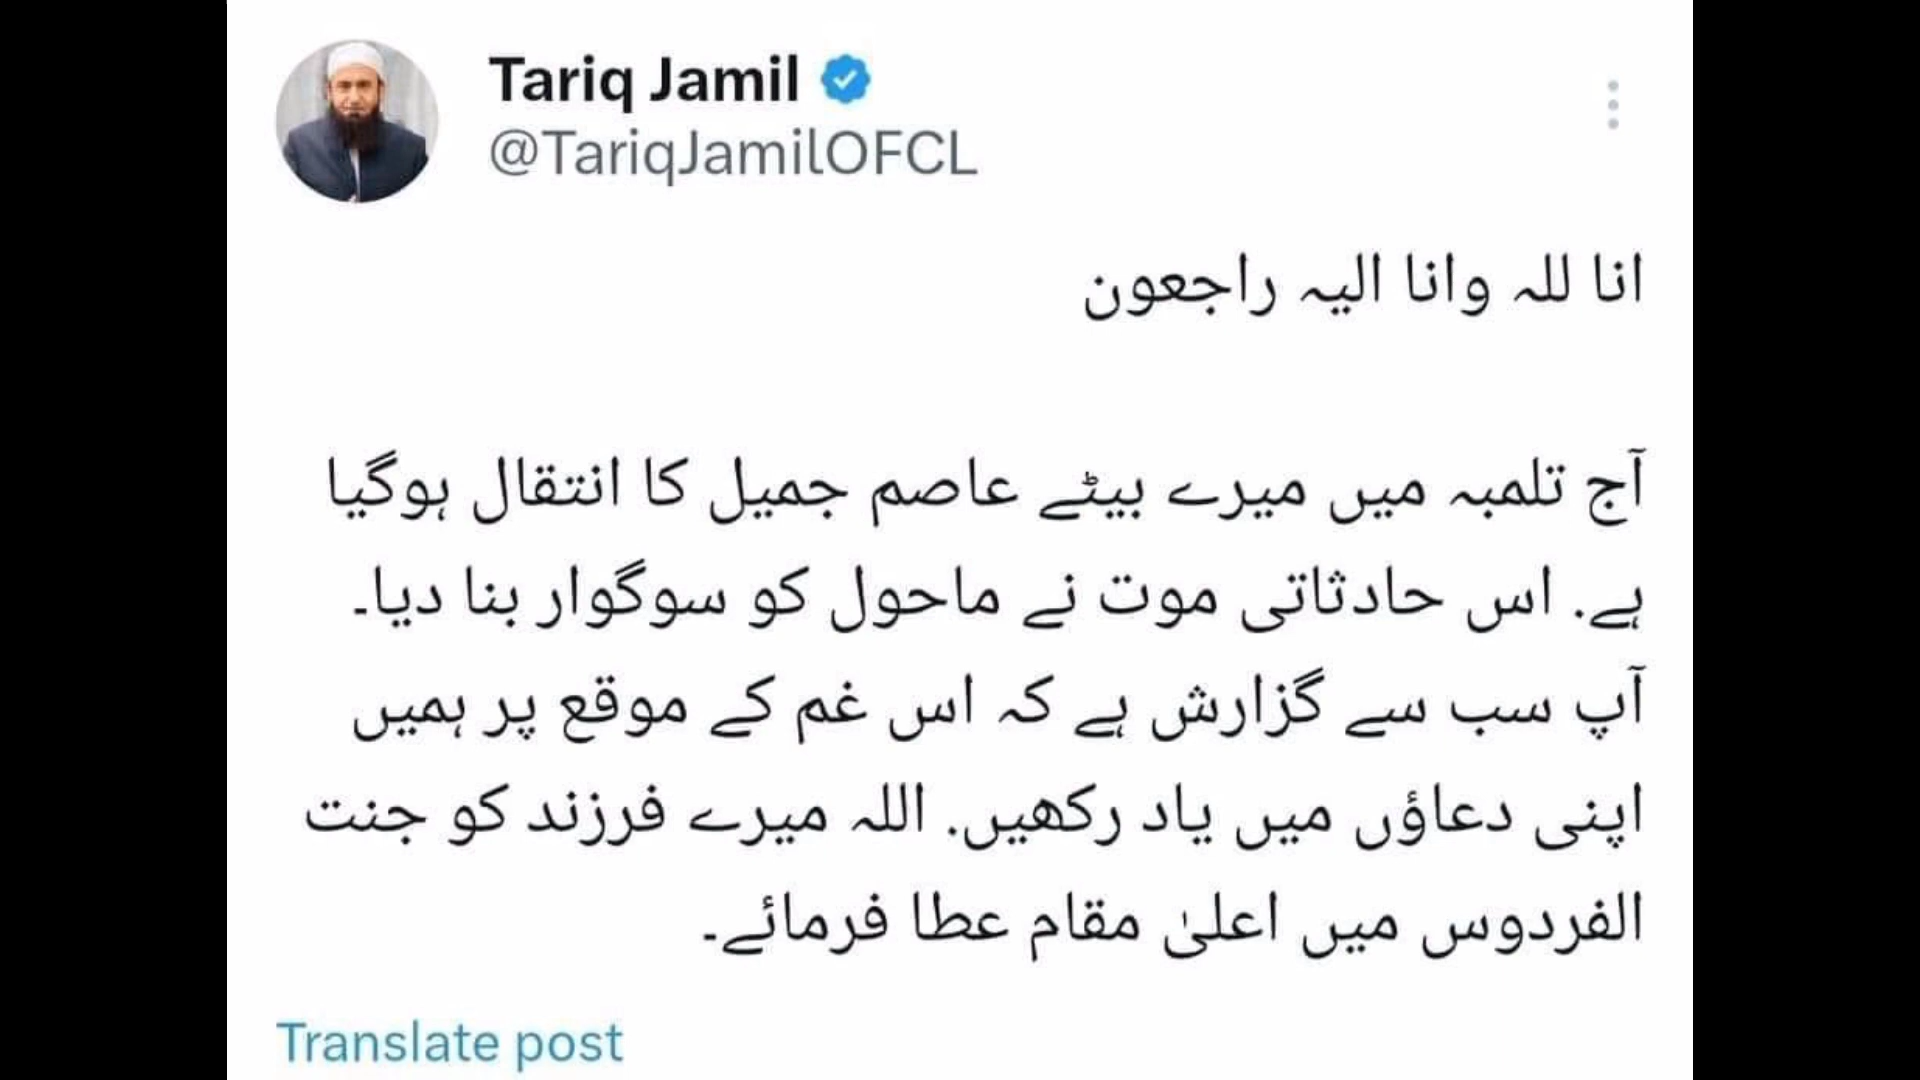 Tariq Jamil
@TariqJamilOFCL
انا للہ وانا الیہ راجعون
آج تلمبہ میں میرے بیٹے عاصم جمیل کا انتقال ہوگیا
ہے. اس حادثاتی موت نے ماحول کو سوگوار بنا دیا۔
آپ سب سے گزارش ہے کہ اس غم کے موقع پر ہمیں
اپنی دعاؤں میں یاد رکھیں. اللہ میرے فرزند کو جنت
الفردوس میں اعلیٰ مقام عطا فرمائے۔
Translate post